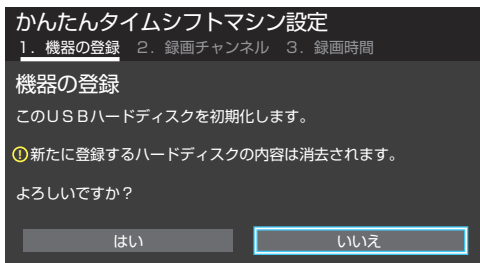 かんたんタイムシフトマシン設定
1．機器の登録　2．録画チャンネル　3．録画時間
機器の登録
このＵＳＢハードディスクを初期化します。
新たに登録するハードディスクの内容は消去されます。
よろしいですか？
はい　いいえ